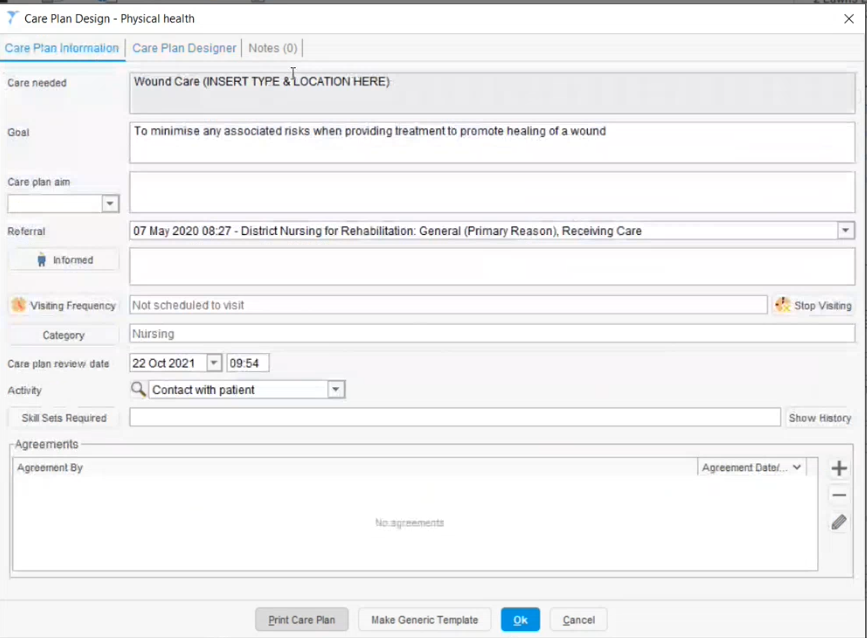 Care Plan Design - Physical health
Care Plan Information Care Plan Designer Notes (0)
Care needed Wound Care (INSERT TYPE & LOCATION HERE)
Goal To minimise any associated risks when providing treatment to promote healing of a wound
Care plan aim
Referral 07 May 2020 08:27 - District Nursing for Rehabilitation: General (Primary Reason), Receiving Care
Informed
Visiting Frequency Not scheduled to visit Stop Visiting
Category Nursing
Care plan review date 22 Oct 2021 09:54
Activity Contact with patient
Skill Sets Required Show History
Agreements
Agreement By Agreement Date/...
No agreements
Print Care Plan Make Generic Template Ok Cancel